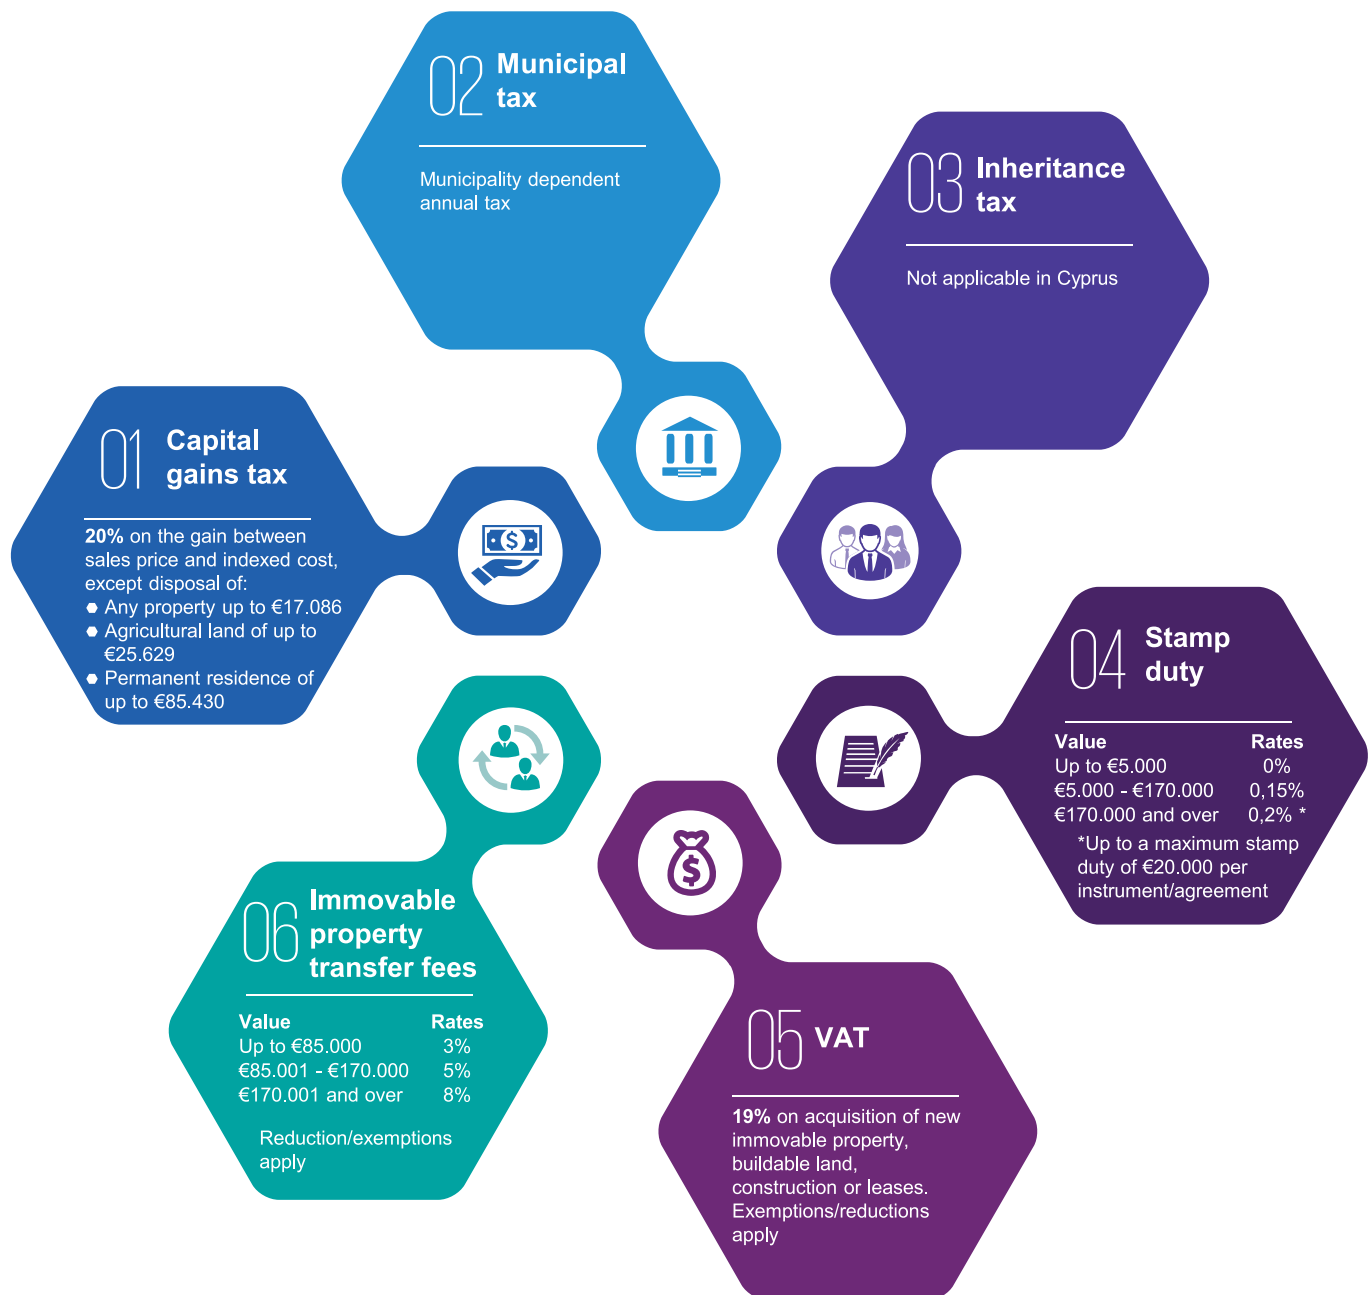 01 Capital
gains tax
20% on the gain between
sales price and indexed cost,
except disposal of:
Any property up to €17.086
Agricultural land of up to
€25.629
Permanent residence of
up to €85.430
02 Municipal
tax
Municipality dependent
annual tax
03 Inheritance
tax
Not applicable in Cyprus
04 Stamp
duty
Value Rates
Up to €5.000 0%
€5.000 - €170.000 0,15%
€170.000 and over 0,2% *
*Up to a maximum stamp
duty of €20.000 per
instrument/agreement
05 VAT
19% on acquisition of new
immovable property,
buildable land,
construction or leases.
Exemptions/reductions
apply
06 Immovable
property
transfer fees
Value Rates
Up to €85.000 3%
€85.001 - €170.000 5%
€170.001 and over 8%
Reduction/exemptions
apply
$
$